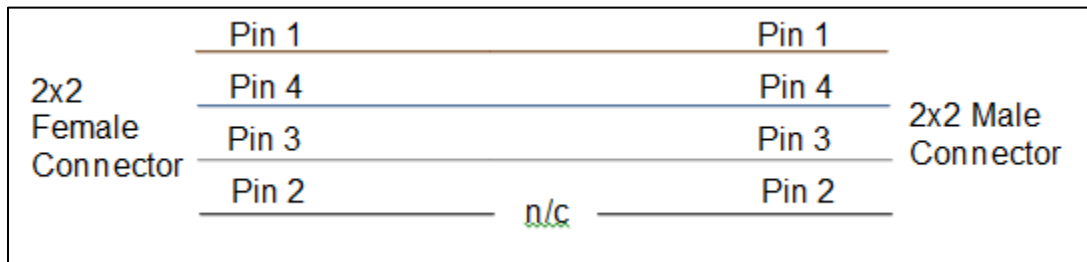 Pin 1 Pin 1
2x2 Female Connector
Pin 4 Pin 4
Pin 3 Pin 3
2x2 Male Connector
Pin 2 Pin 2
n/c